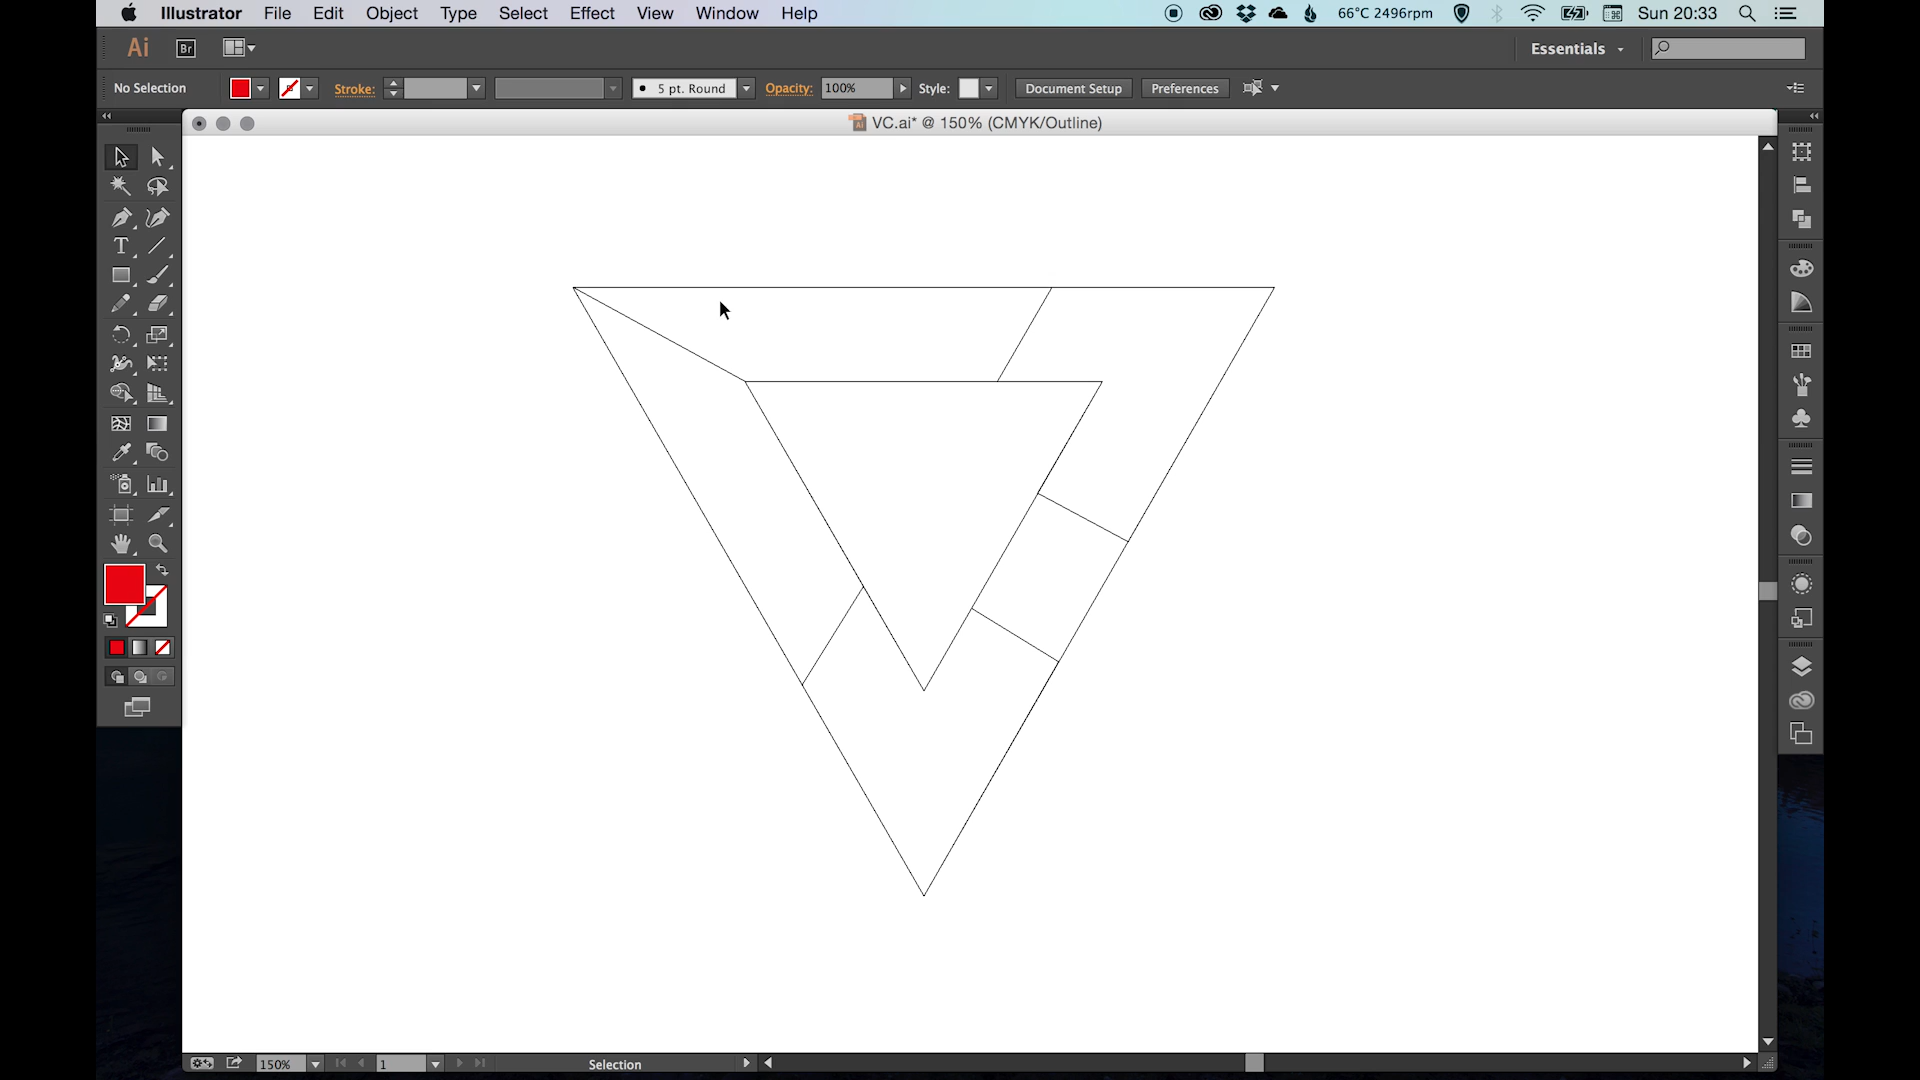 Illustrator File Edit Object Type Select Effect View Window Help 66°C 2496rpm Sun 20:33
Ai Br Essentials
No Selection Stroke: 5 pt. Round Opacity: 100% Style: Document Setup Preferences
VC.ai* @ 150% (CMYK/Outline)
T
150% 1 Selection